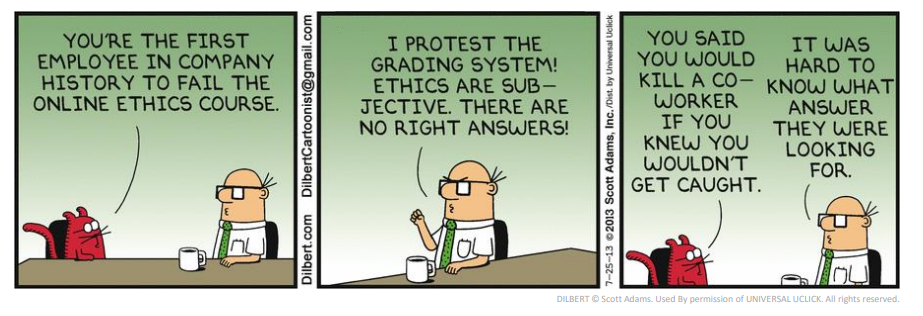 YOU'RE THE FIRST
EMPLOYEE IN COMPANY
HISTORY TO FAIL THE
ONLINE ETHICS COURSE.
Dilbert.com DilbertCartoonist@gmail.com
I PROTEST THE
GRADING SYSTEM!
ETHICS ARE SUB-
JECTIVE. THERE ARE
NO RIGHT ANSWERS!
7-25-13 ©2013 Scott Adams, Inc. /Dist. by Universal Uclick
YOU SAID
YOU WOULD
KILL A CO-
WORKER
IF YOU
KNEW YOU
WOULDN'T
GET CAUGHT.
IT WAS
HARD TO
KNOW WHAT
ANSWER
THEY WERE
LOOKING
FOR.
DILBERT © Scott Adams. Used By permission of UNIVERSAL UCLICK. All rights reserved.